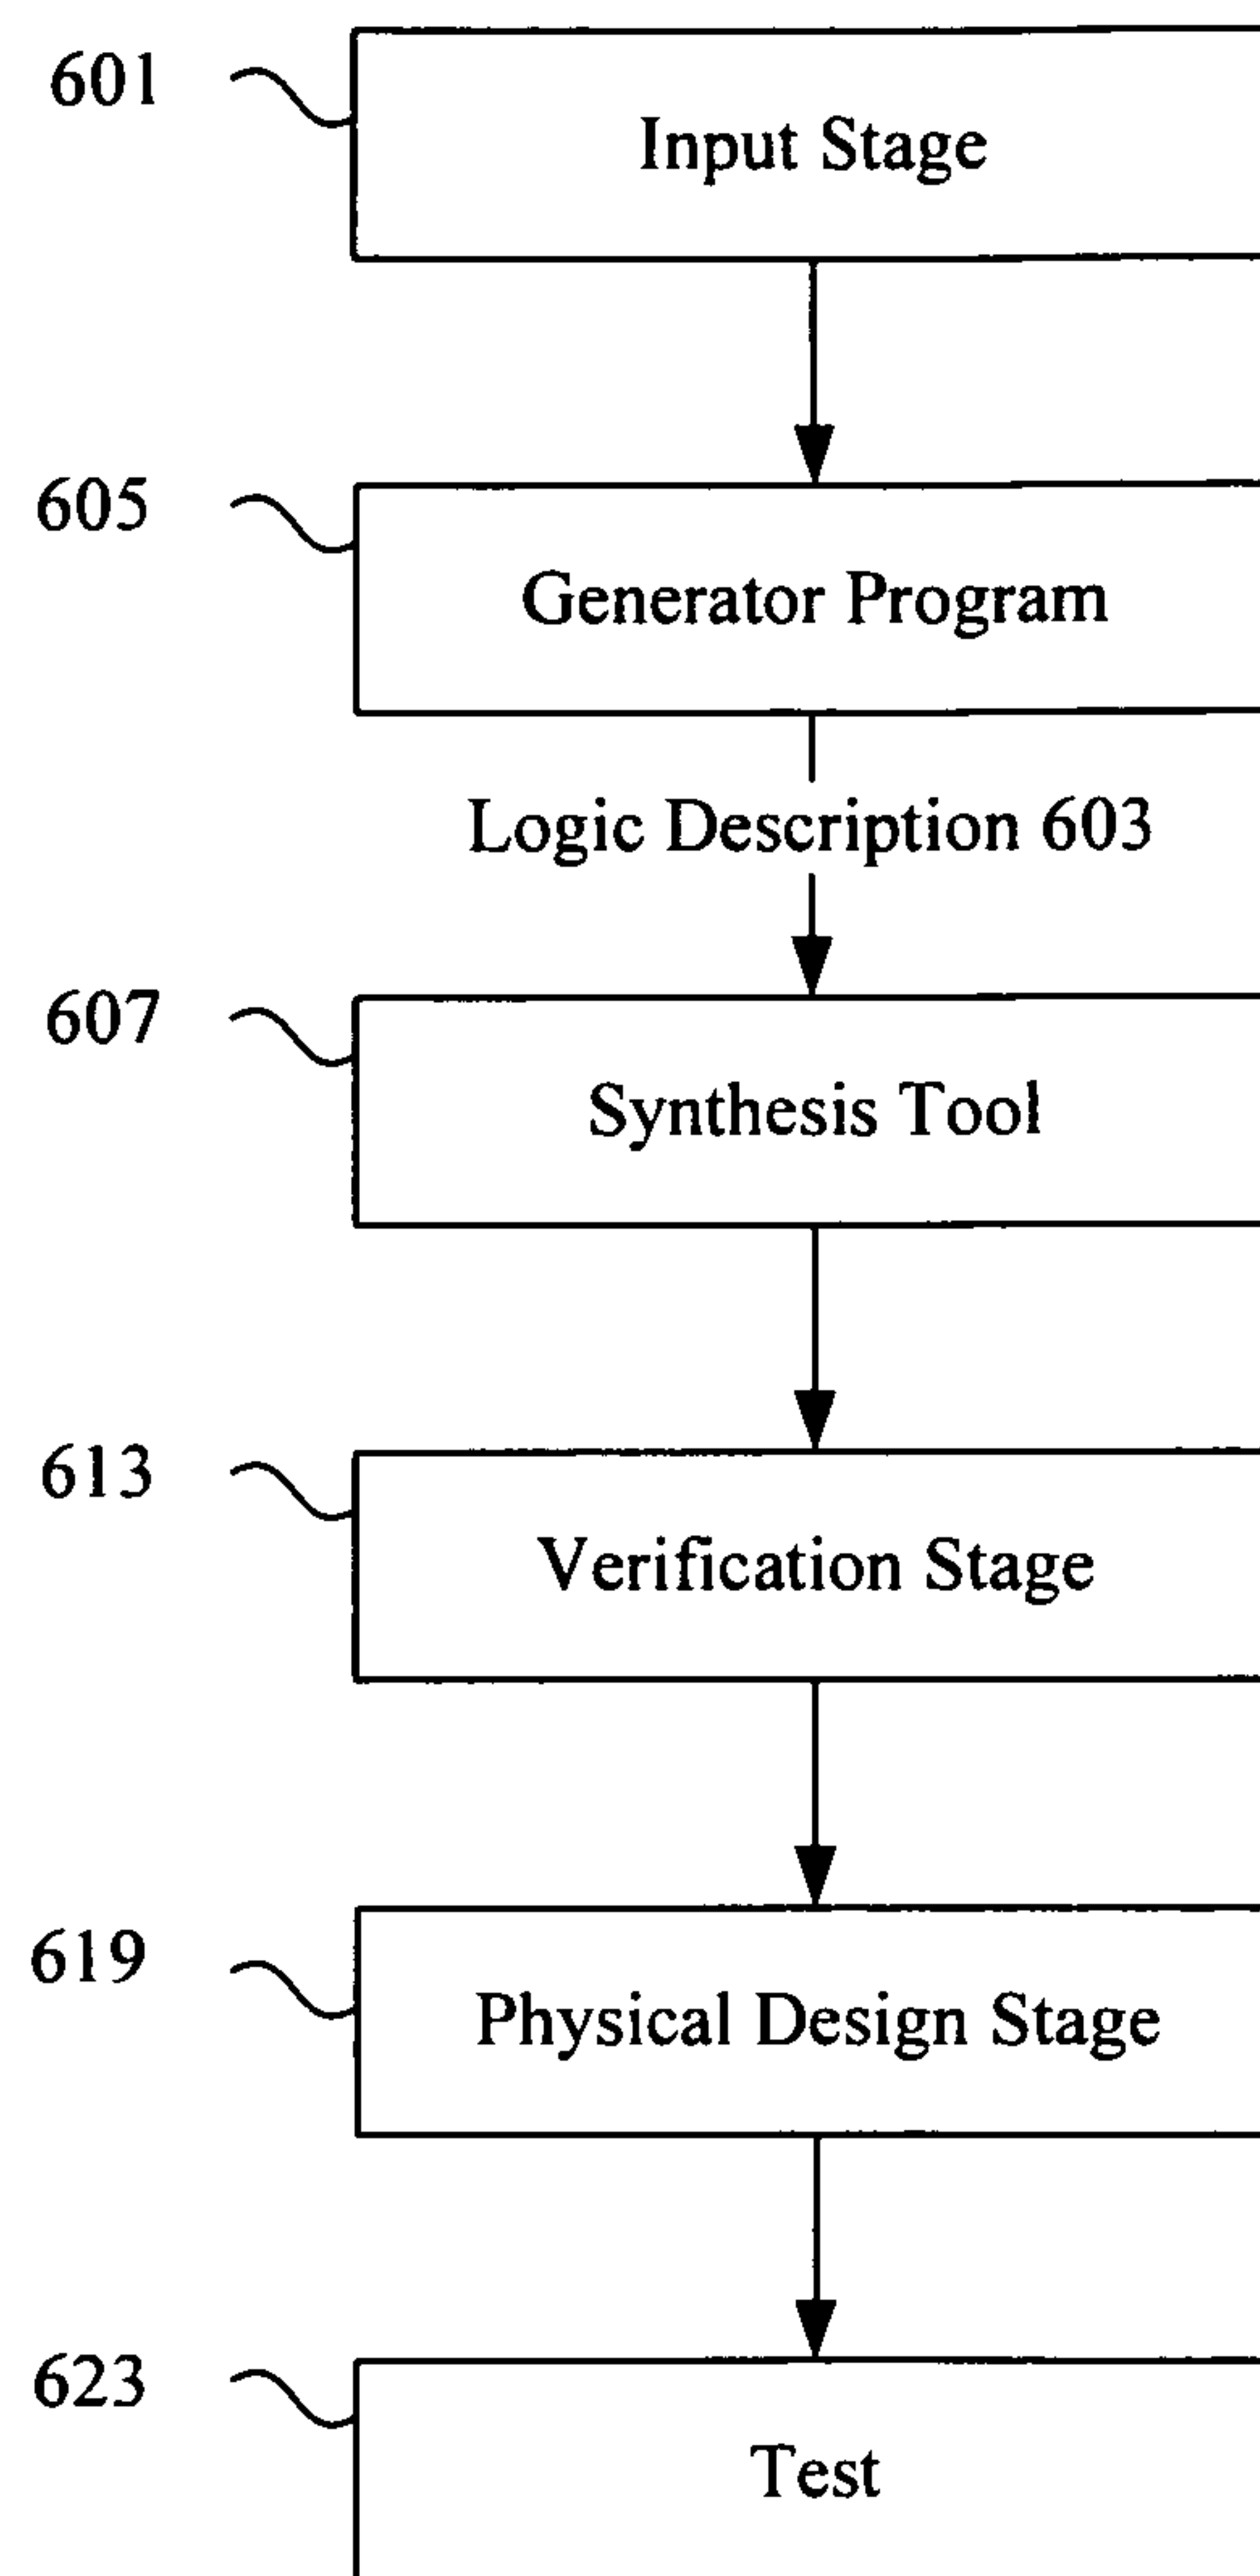 601
Input Stage
605
Generator Program
Logic Description 603
607
Synthesis Tool
613
Verification Stage
619
Physical Design Stage
623
Test